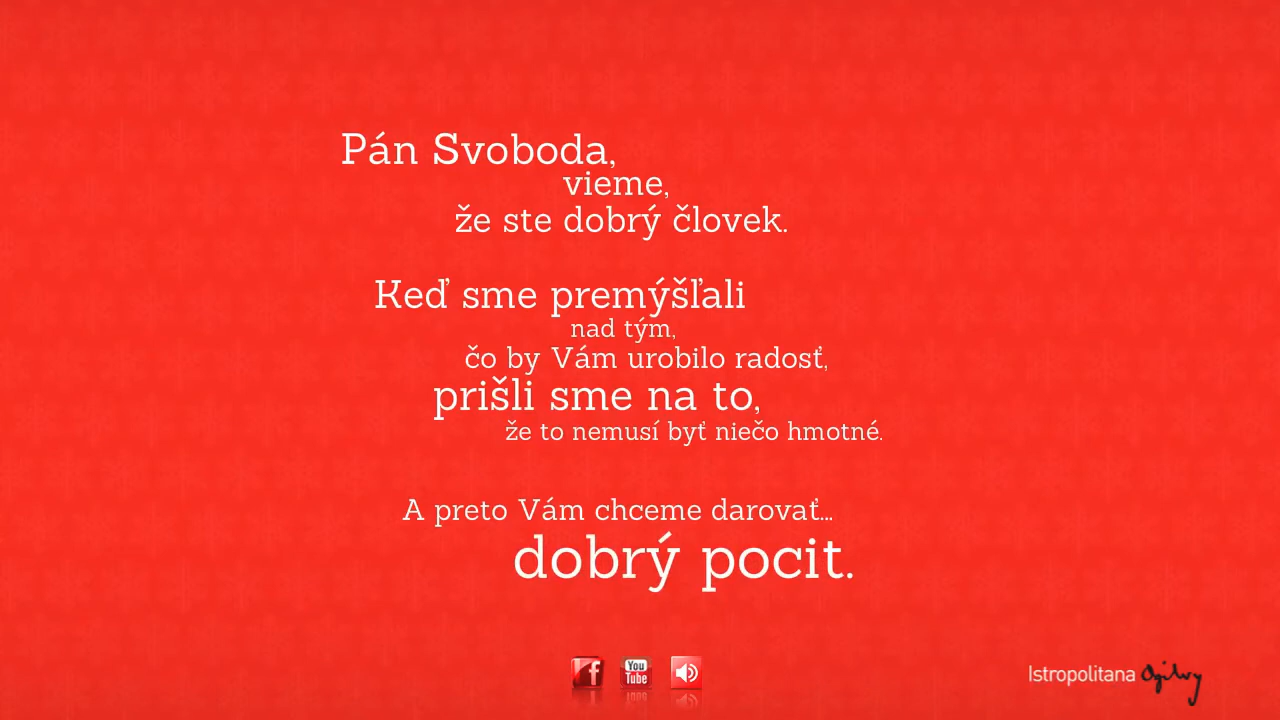 Pán Svoboda,
vieme,
že ste dobrý človek.
Keď sme premýšľali
nad tým,
čo by Vám urobilo radosť,
prišli sme na to,
že to nemusí byť niečo hmotné.
A preto Vám chceme darovať...
dobrý pocit.
f You Tube
Istropolitana Ogilvy